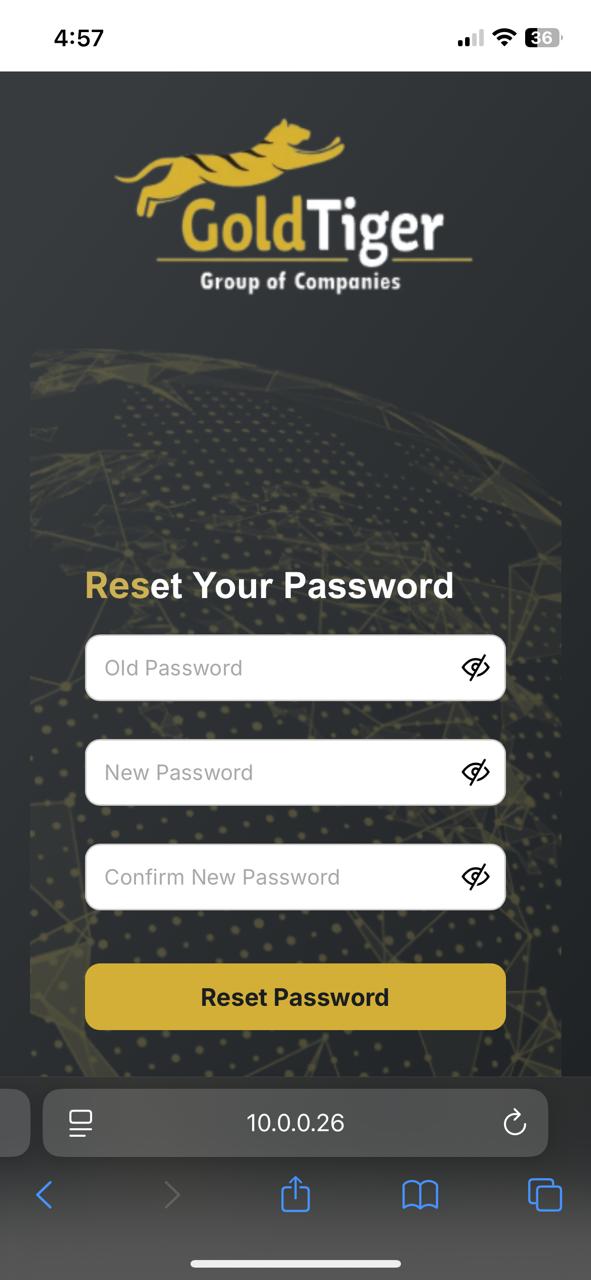 4:57
36
GoldTiger
Group of Companies
Reset Your Password
Old Password
New Password
Confirm New Password
Reset Password
10.0.0.26